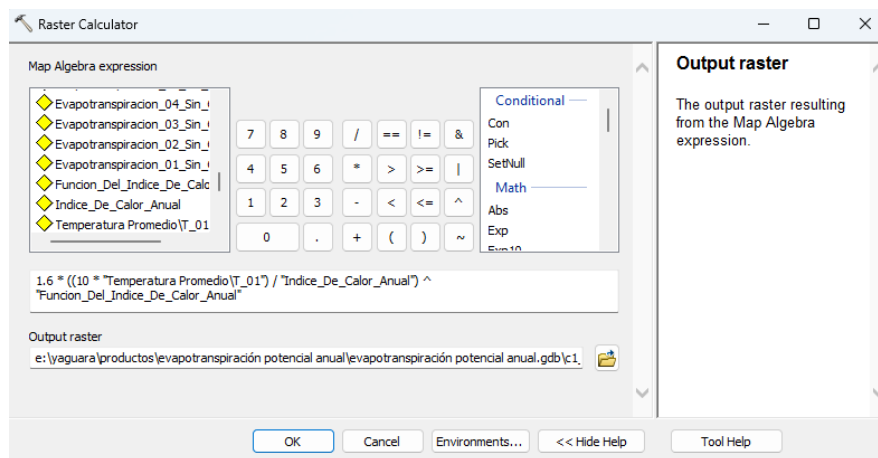 Raster Calculator
Map Algebra expression
Evapotranspiracion_04_Sin_
Evapotranspiracion_03_Sin_
Evapotranspiracion_02_Sin_
Evapotranspiracion_01_Sin_
Funcion_Del_Indice_De_Calc
Indice_De_Calor_Anual
Temperatura Promedio\T_01
7 8 9 / == != &
4 5 6 * > >= |
1 2 3 - < <= ^
0 . + ( ) ~
Conditional
Con
Pick
SetNull
Math
Abs
Exp
Exp10
1.6 * ((10 * "Temperatura Promedio\T_01") / "Indice_De_Calor_Anual") ^
"Funcion_Del_Indice_De_Calor_Anual"
Output raster
e:\yaguara\productos\evapotranspiración potencial anual\evapotranspiración potencial anual.gdb\c1_
OK Cancel Environments... << Hide Help Tool Help
Output raster
The output raster resulting
from the Map Algebra
expression.